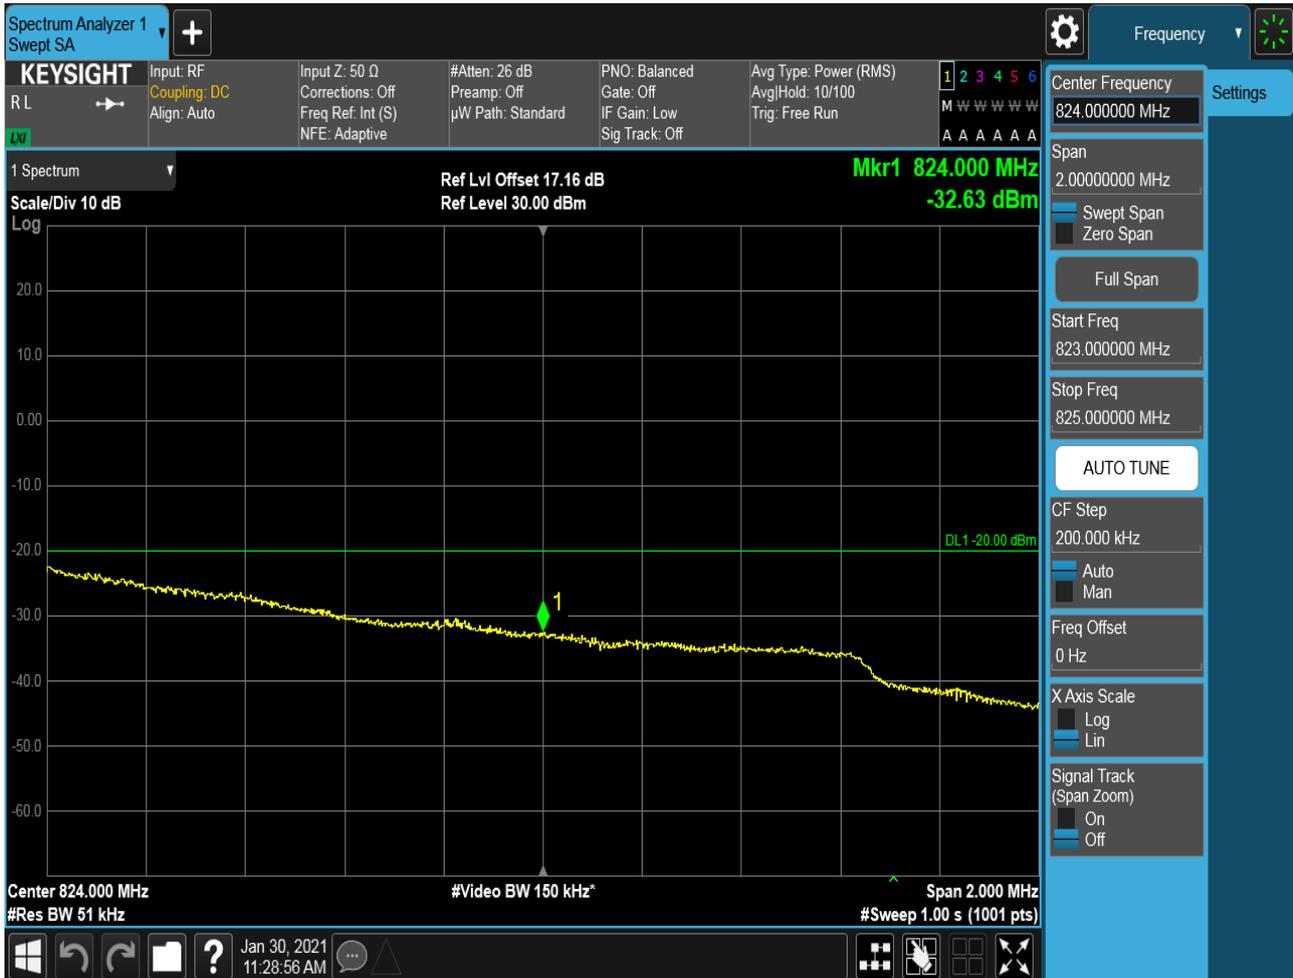 Spectrum Analyzer 1
Swept SA
+
Frequency
KEYSIGHT
R L
LXI
Input: RF
Coupling: DC
Align: Auto
Input Z: 50 Ω
Corrections: Off
Freq Ref: Int (S)
NFE: Adaptive
#Atten: 26 dB
Preamp: Off
µW Path: Standard
PNO: Balanced
Gate: Off
IF Gain: Low
Sig Track: Off
Avg Type: Power (RMS)
Avg|Hold: 10/100
Trig: Free Run
1 2 3 4 5 6
M W W W W W
A A A A A A
1 Spectrum
Scale/Div 10 dB
Log
Ref Lvl Offset 17.16 dB
Ref Level 30.00 dBm
Mkr1 824.000 MHz
-32.63 dBm
20.0
10.0
0.00
-10.0
-20.0
-30.0
-40.0
-50.0
-60.0
DL1 -20.00 dBm
1
Center 824.000 MHz
#Res BW 51 kHz
#Video BW 150 kHz*
Span 2.000 MHz
#Sweep 1.00 s (1001 pts)
Jan 30, 2021
11:28:56 AM
?
Center Frequency
824.000000 MHz
Settings
Span
2.00000000 MHz
Swept Span
Zero Span
Full Span
Start Freq
823.000000 MHz
Stop Freq
825.000000 MHz
AUTO TUNE
CF Step
200.000 kHz
Auto
Man
Freq Offset
0 Hz
X Axis Scale
Log
Lin
Signal Track
(Span Zoom)
On
Off